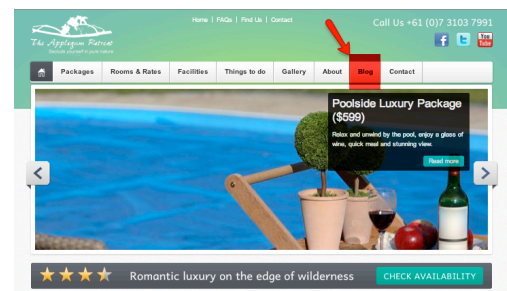 Home | FAQs | Find Us | Contact
Call Us +61 (0)7 3103 7991
The Applegum Retreat
You
Tube
Packages Rooms & Rates Facilities Things to do Gallery About Blog Contact
Poolside Luxury Package
($599)
Relax and unwind by the pool, enjoy a glass of
wine, quick meal and stunning view.
Read more
Romantic luxury on the edge of wilderness
CHECK AVAILABILITY